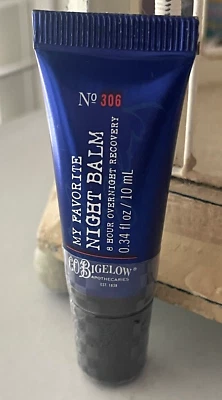 Nº 306
MY FAVORITE
NIGHT BALM
8 HOUR OVERNIGHT RECOVERY
0.34 fl oz / 10 mL
C.O. BIGELOW®
APOTHECARIES
EST. 1838